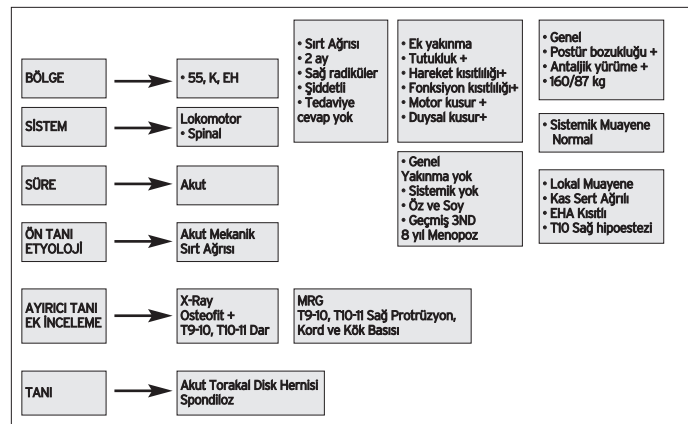 BÖLGE
• 55, K, EH
• Sırt Ağrısı
• 2 ay
• Sağ radiküler
• Şiddetli
• Tedaviye
cevap yok
• Ek yakınma
• Tutukluk +
• Hareket kısıtlılığı+
• Fonksiyon kısıtlılığı+
• Motor kusur +
• Duysal kusur+
• Genel
• Postür bozukluğu +
• Antaljik yürüme +
• 160/87 kg
SİSTEM
Lokomotor
• Spinal
• Sistemik Muayene
Normal
SÜRE
Akut
• Genel
Yakınma yok
• Sistemik yok
• Öz ve Soy
• Geçmiş 3ND
8 yıl Menopoz
• Lokal Muayene
• Kas Sert Ağrılı
• EHA Kısıtlı
• T10 Sağ hipoestezi
ÖN TANI
ETYOLOJİ
Akut Mekanik
Sırt Ağrısı
AYIRICI TANI
EK İNCELEME
X-Ray
Osteofit +
T9-10, T10-11 Dar
MRG
T9-10, T10-11 Sağ Protrüzyon,
Kord ve Kök Basısı
TANI
Akut Torakal Disk Hernisi
Spondiloz